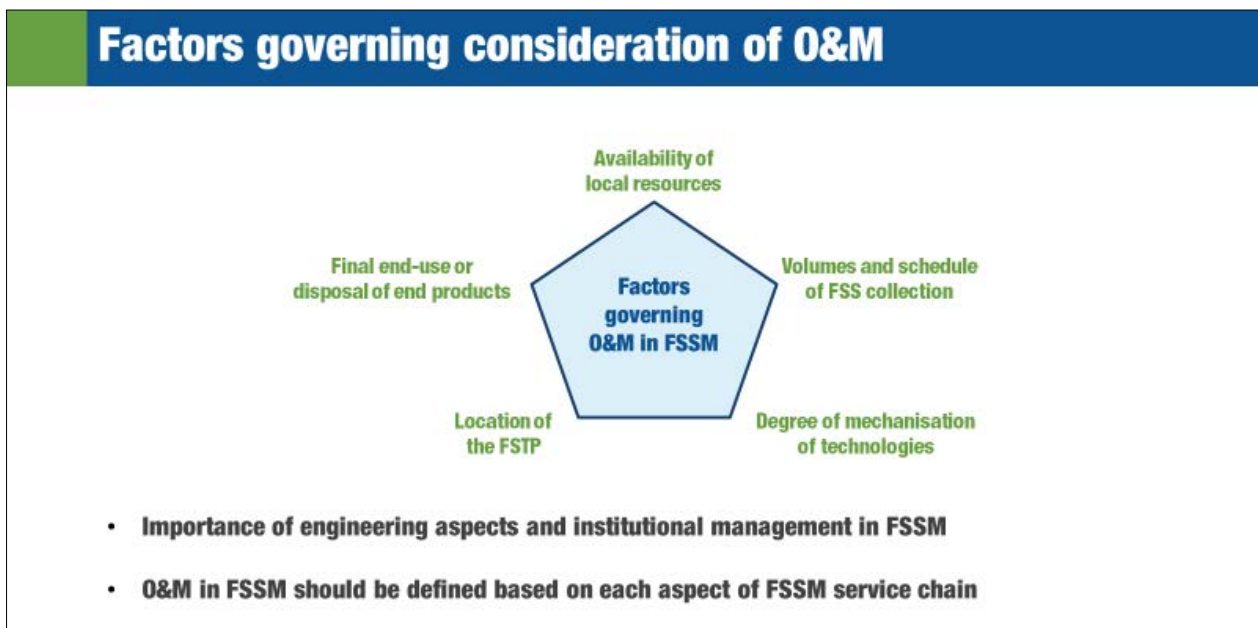 Factors governing consideration of O&M
Availability of
local resources
Final end-use or
disposal of end products
Volumes and schedule
of FSS collection
Factors
governing
O&M in FSSM
Location of
the FSTP
Degree of mechanisation
of technologies
• Importance of engineering aspects and institutional management in FSSM
• O&M in FSSM should be defined based on each aspect of FSSM service chain